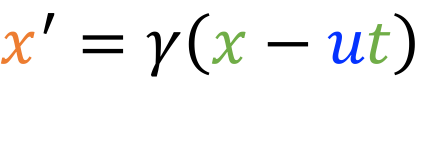 x′ = γ(x − ut)